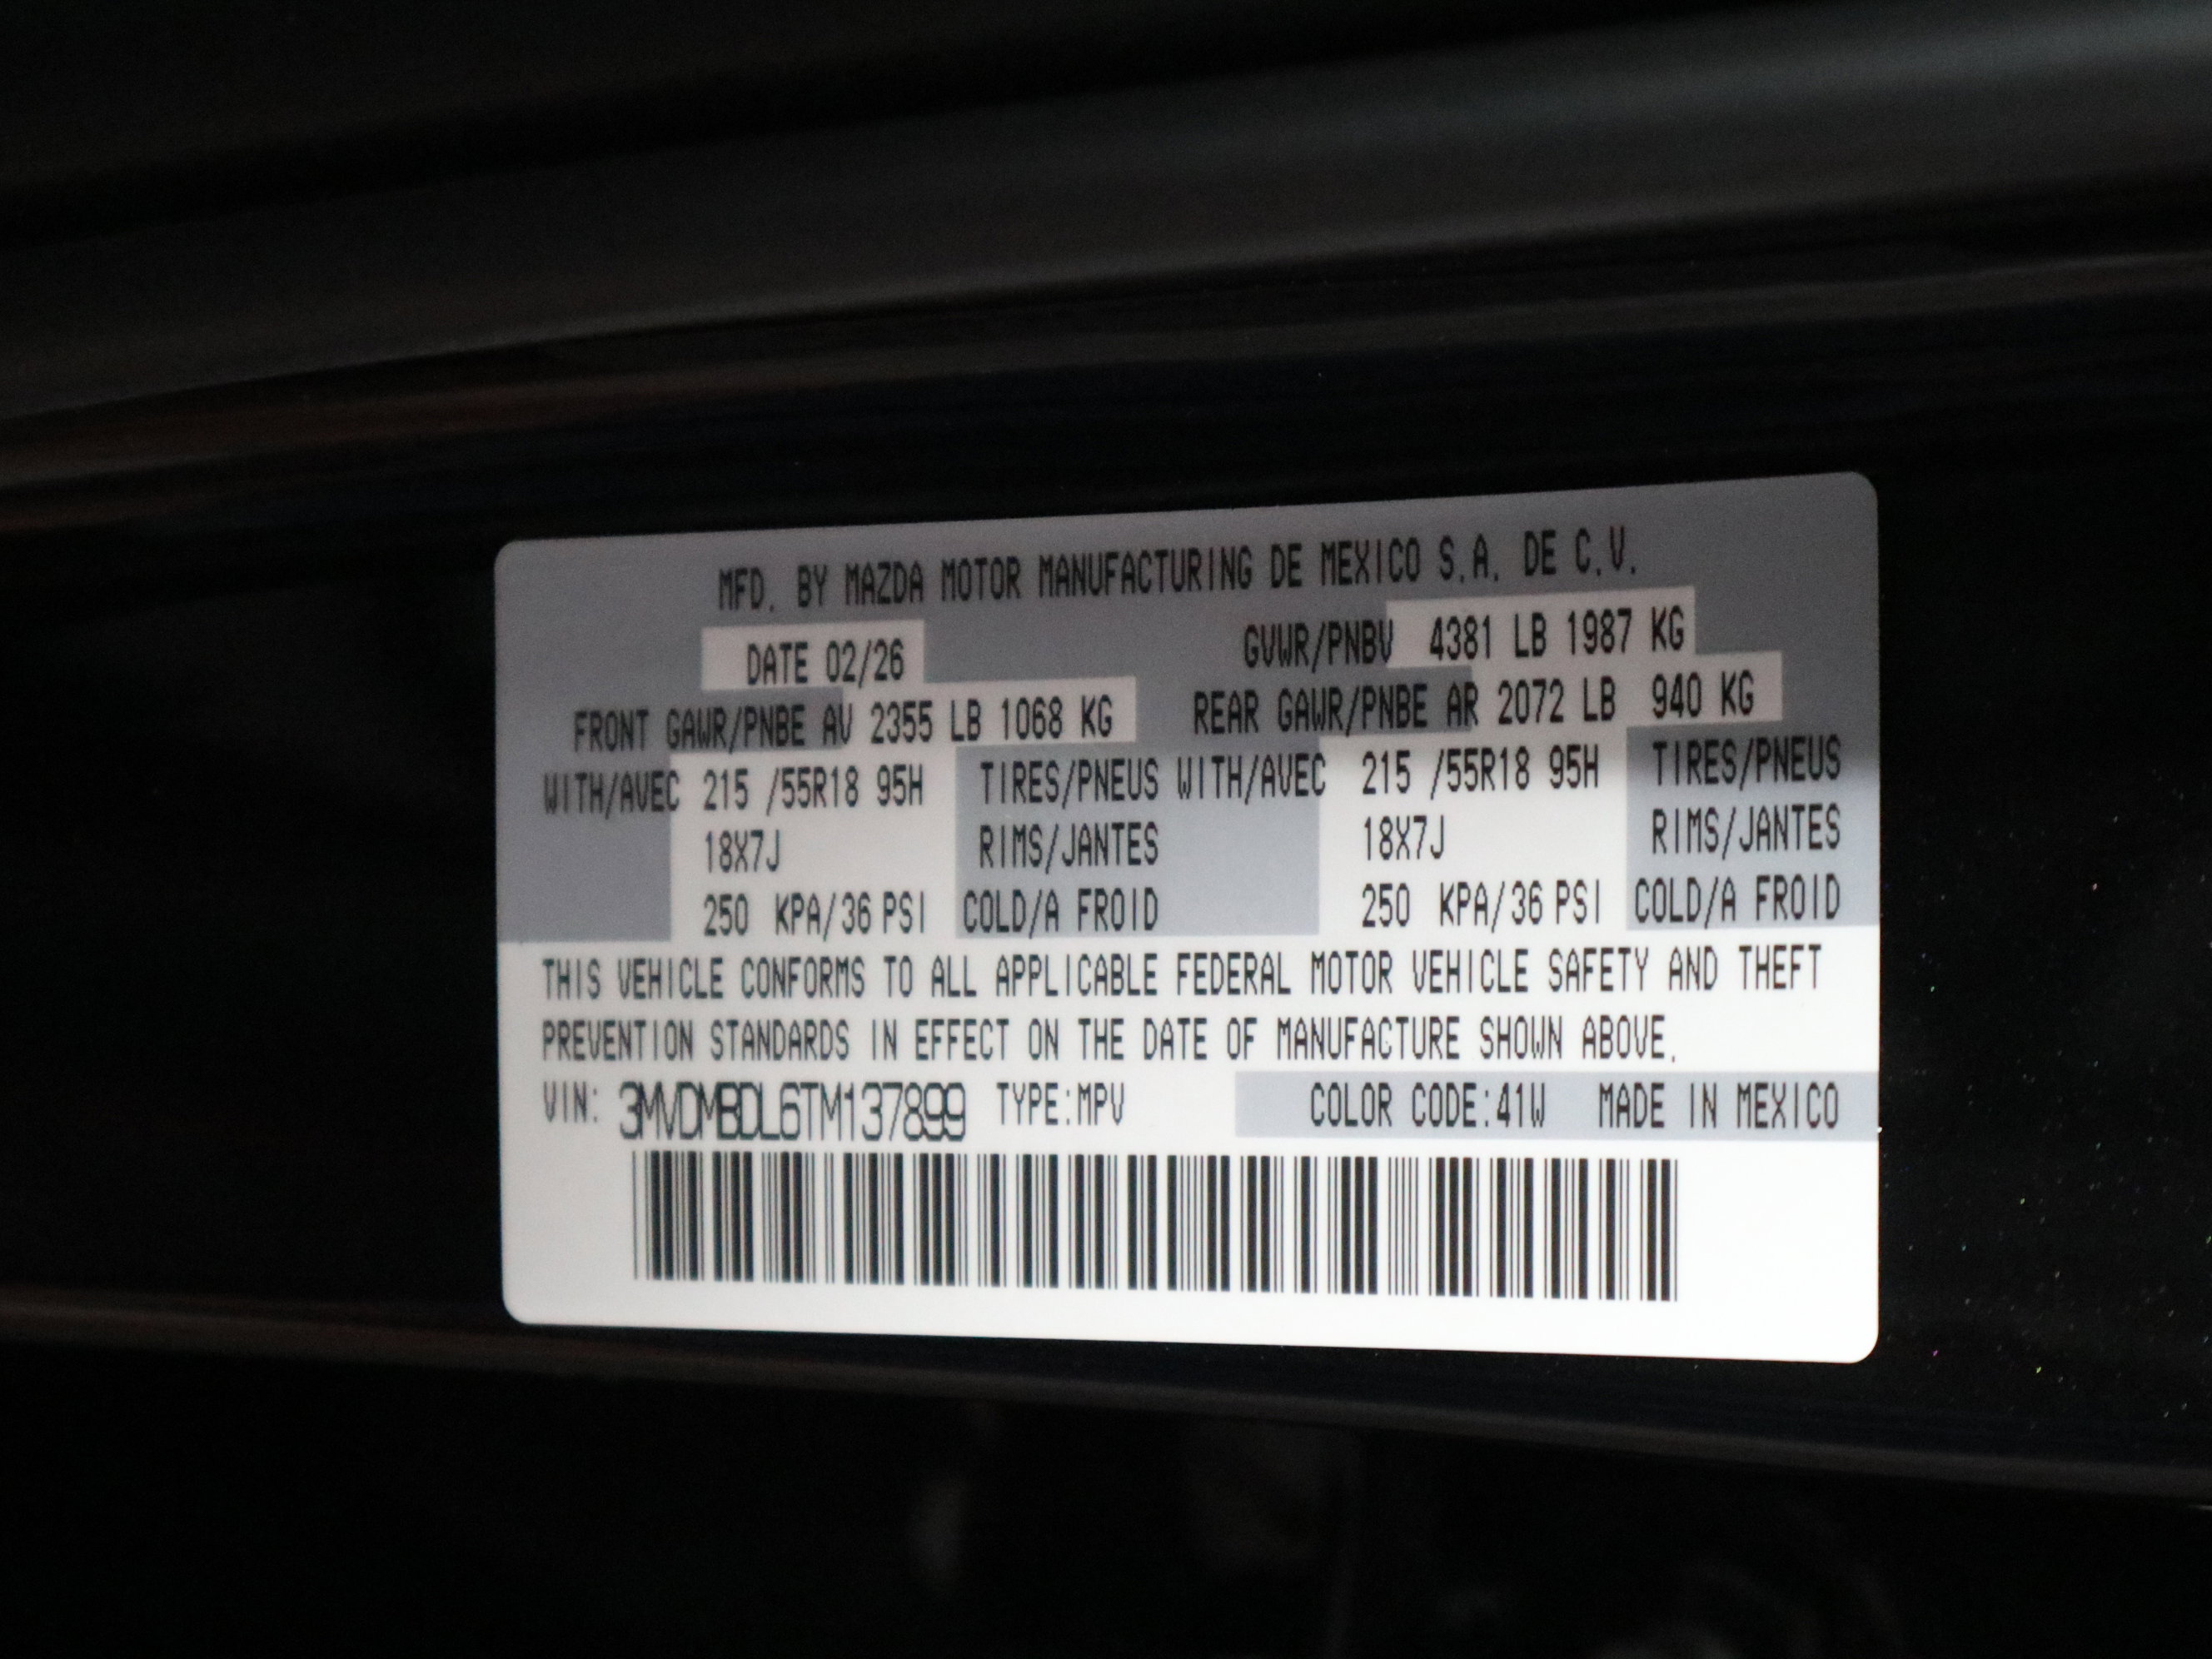 MFD. BY MAZDA MOTOR MANUFACTURING DE MEXICO S.A. DE C.V.
DATE 02/26 GVWR/PNBV 4381 LB 1987 KG
FRONT GAWR/PNBE AV 2355 LB 1068 KG REAR GAWR/PNBE AR 2072 LB 940 KG
WITH/AVEC 215 /55R18 95H TIRES/PNEUS WITH/AVEC 215 /55R18 95H TIRES/PNEUS
18X7J RIMS/JANTES 18X7J RIMS/JANTES
250 KPA/36 PSI COLD/A FROID 250 KPA/36 PSI COLD/A FROID
THIS VEHICLE CONFORMS TO ALL APPLICABLE FEDERAL MOTOR VEHICLE SAFETY AND THEFT
PREVENTION STANDARDS IN EFFECT ON THE DATE OF MANUFACTURE SHOWN ABOVE.
VIN: 3MVDMBDL6TM137899 TYPE:MPV COLOR CODE:41W MADE IN MEXICO